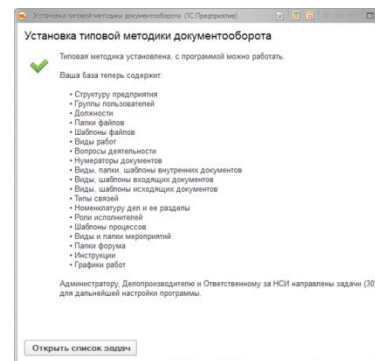 Установка типовой методики документооборота (1С:Предприятие)
Установка типовой методики документооборота
Типовая методика установлена, с программой можно работать.
Ваша база теперь содержит:
• Структуру предприятия
• Группы пользователей
• Должности
• Папки файлов
• Шаблоны файлов
• Виды работ
• Вопросы деятельности
• Нумераторы документов
• Виды, папки, шаблоны внутренних документов
• Виды, шаблоны входящих документов
• Виды, шаблоны исходящих документов
• Типы связей
• Номенклатуру дел и ее разделы
• Роли исполнителей
• Шаблоны процессов
• Виды и папки мероприятий
• Папки форума
• Инструкции
• Графики работ
Администратору, Делопроизводителю и Ответственному за НСИ направлены задачи (30
для дальнейшей настройки программы.
Открыть список задач